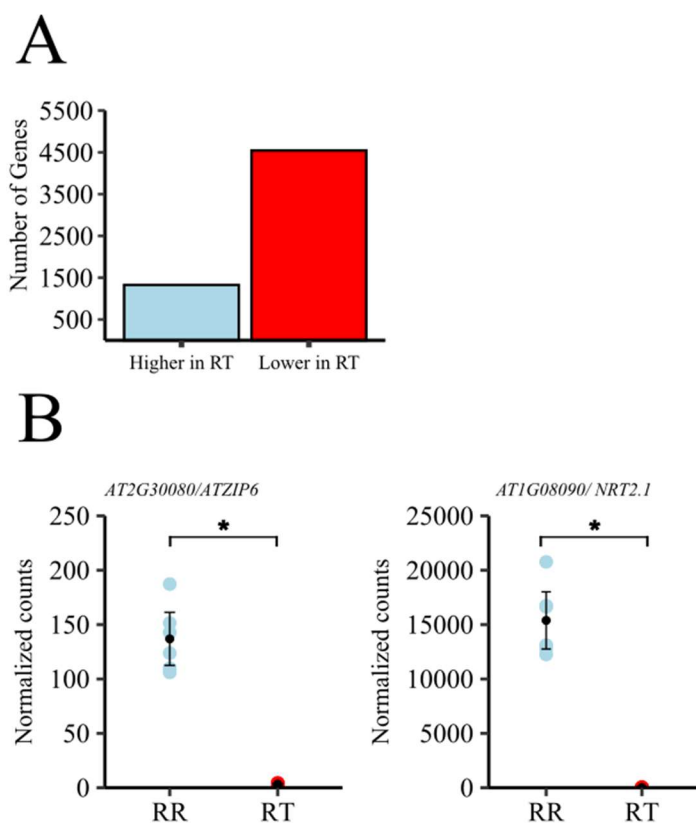 A
Number of Genes
5500
4500
3500
2500
1500
500
Higher in RT
Lower in RT
B
AT2G30080/ATZIP6
Normalized counts
250
200
150
100
50
0
*
RR
RT
AT1G08090/ NRT2.1
Normalized counts
25000
20000
15000
10000
5000
0
*
RR
RT